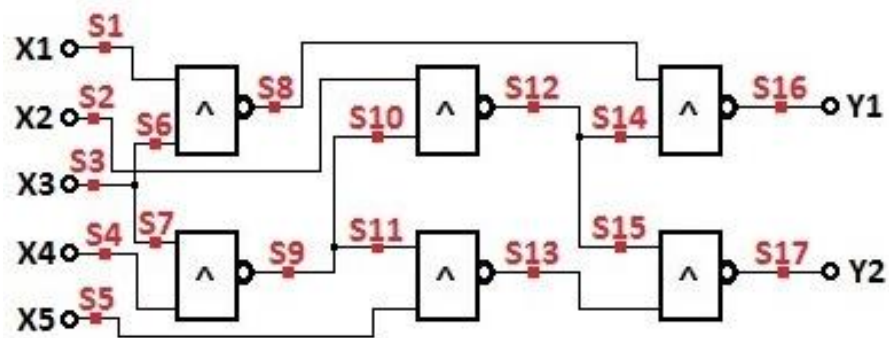 X1 S1
S8 S12 S16 Y1
^ ^ ^
X2 S2
S6 S10 S14
X3 S3
S7 S11 S15
X4 S4
S9 S13 S17 Y2
^ ^ ^
X5 S5